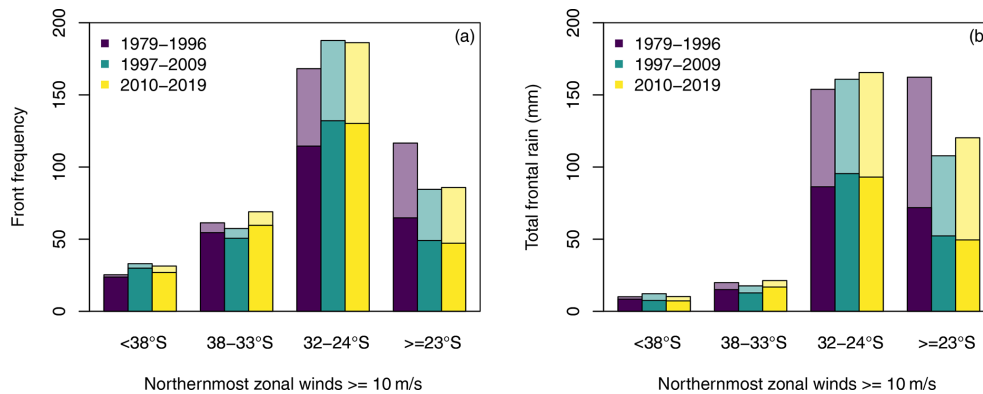 (a)
1979−1996
1997−2009
2010−2019
200
150
100
50
0
Front frequency
<38°S
38−33°S
32−24°S
>=23°S
Northernmost zonal winds >= 10 m/s
(b
1979−1996
1997−2009
2010−2019
200
150
100
50
0
Total frontal rain (mm)
<38°S
38−33°S
32−24°S
>=23°S
Northernmost zonal winds >= 10 m/s